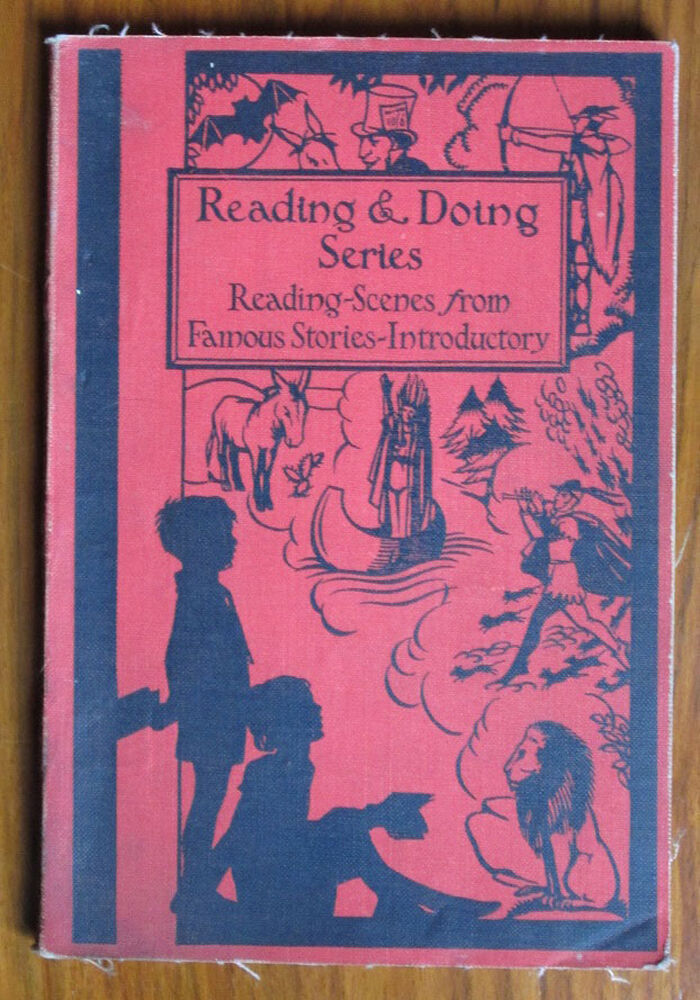 Reading & Doing
Series
Reading-Scenes from
Famous Stories-Introductory